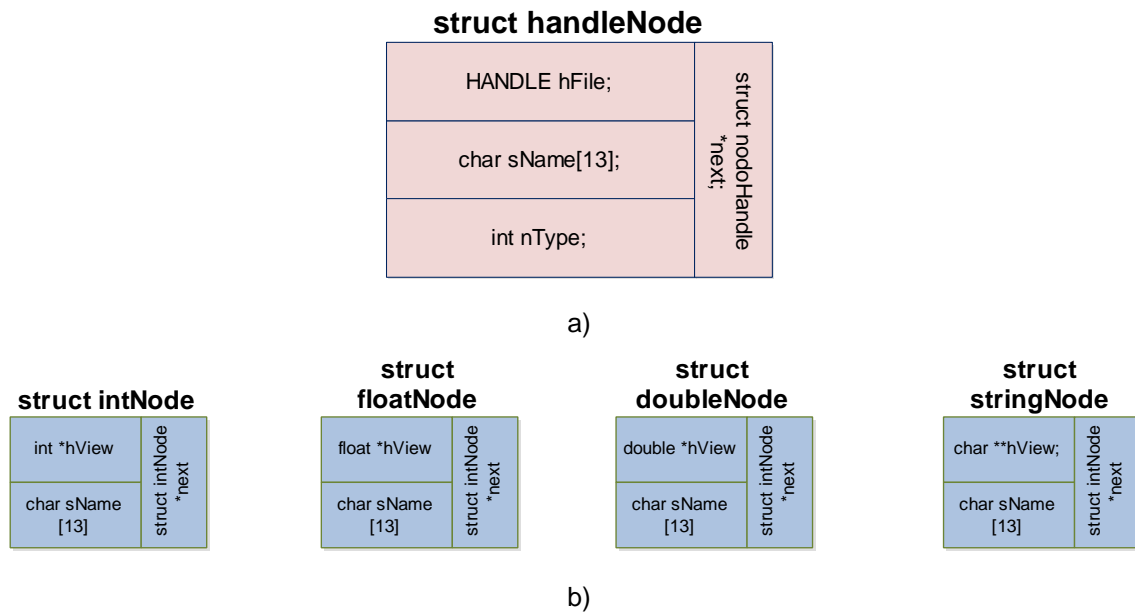 struct handleNode
HANDLE hFile;
char sName[13];
int nType;
struct nodoHandle
*next;
a)
struct intNode
int *hView
char sName
[13]
struct intNode
*next
struct
floatNode
float *hView
char sName
[13]
struct intNode
*next
struct
doubleNode
double *hView
char sName
[13]
struct intNode
*next
struct
stringNode
char **hView;
char sName
[13]
struct intNode
*next
b)